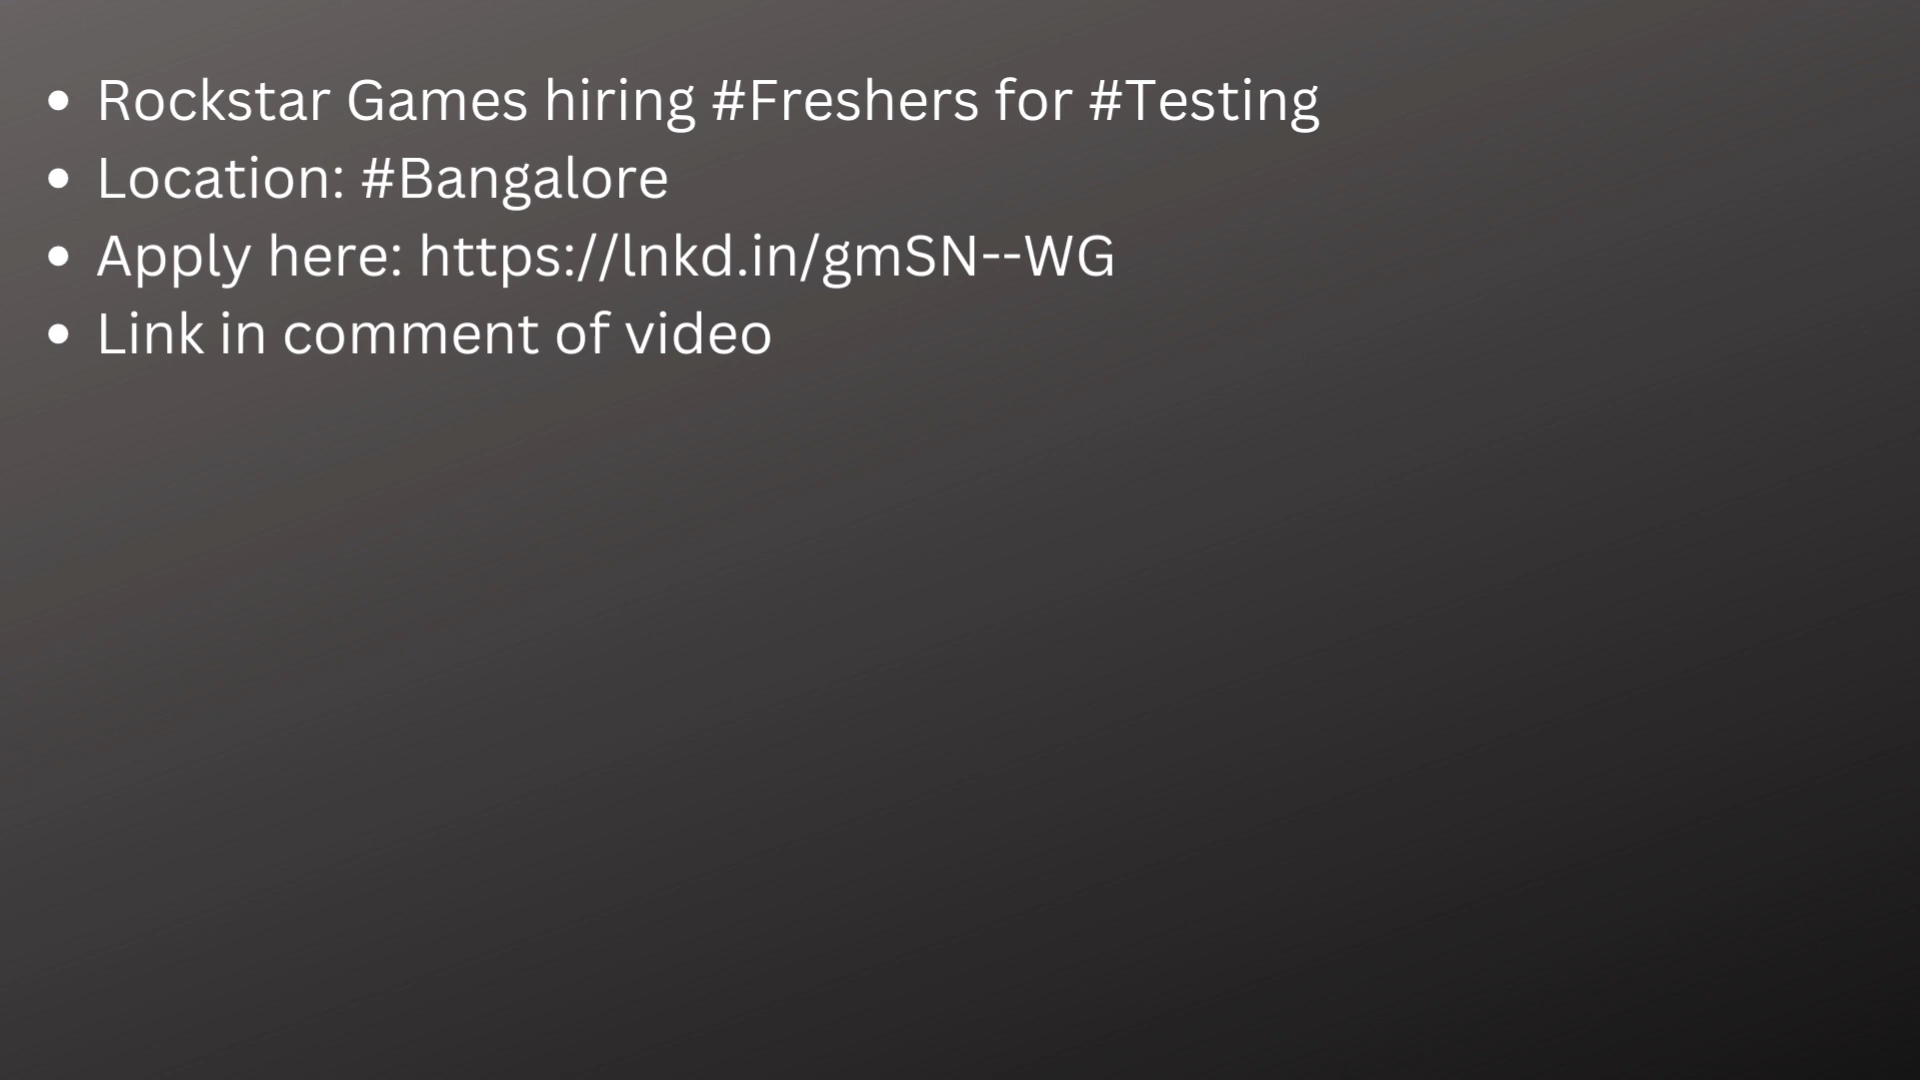 • Rockstar Games hiring #Freshers for #Testing
• Location: #Bangalore
• Apply here: https://lnkd.in/gmSN--WG
• Link in comment of video